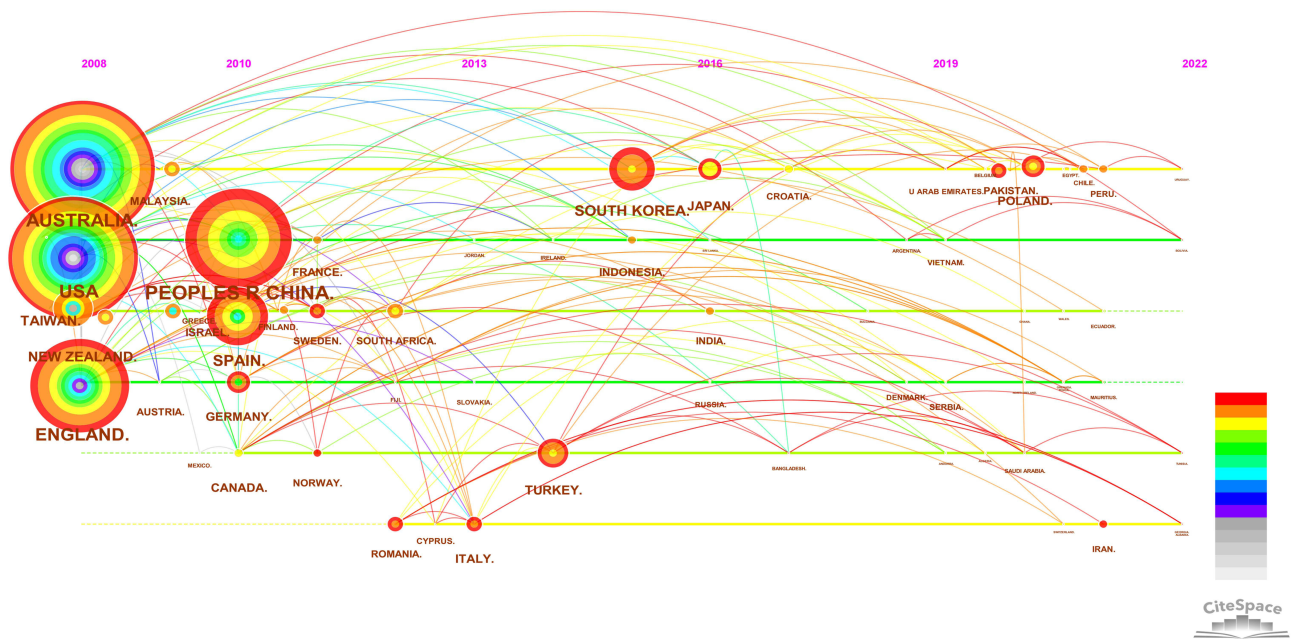 2008 2010 2013 2016 2019 2022
BELGIUM. EGYPT.
CHILE.
MALAYSIA. CROATIA. U ARAB EMIRATES. PAKISTAN. PERU.
AUSTRALIA. SOUTH KOREA. JAPAN. POLAND.
JORDAN. IRELAND. ARGENTINA.
FRANCE. INDONESIA. VIETNAM.
USA PEOPLES R CHINA.
TAIWAN. GREECE. FINLAND. ECUADOR.
ISRAEL. SWEDEN. SOUTH AFRICA. INDIA.
NEW ZEALAND. SPAIN.
AUSTRIA. FIJI. SLOVAKIA. RUSSIA. DENMARK. MAURITIUS.
ENGLAND. GERMANY. SERBIA.
MEXICO. BANGLADESH. SAUDI ARABIA.
CANADA. NORWAY. TURKEY.
CYPRUS.
ROMANIA. ITALY. IRAN.
CiteSpace